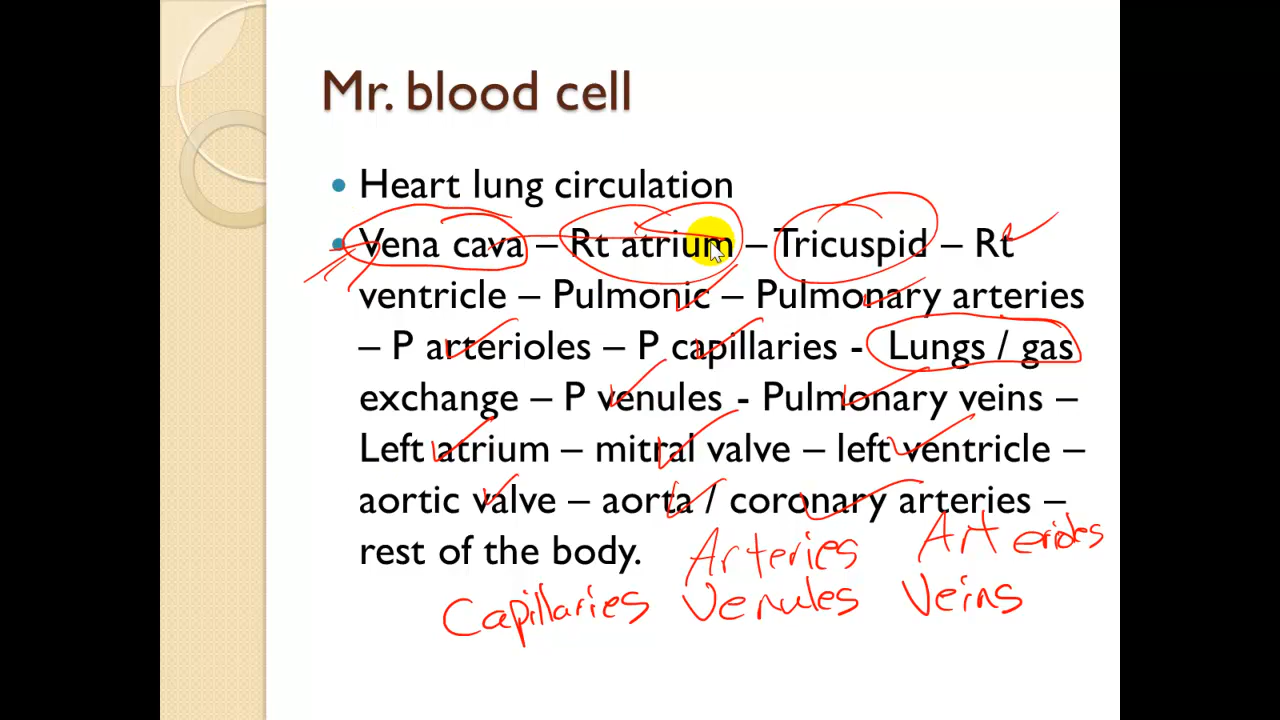 Mr. blood cell
Heart lung circulation
Vena cava – Rt atrium – Tricuspid – Rt
ventricle – Pulmonic – Pulmonary arteries
– P arterioles – P capillaries - Lungs / gas
exchange – P venules - Pulmonary veins –
Left atrium – mitral valve – left ventricle –
aortic valve – aorta / coronary arteries –
rest of the body. Arteries Arterioles
Capillaries Venules Veins